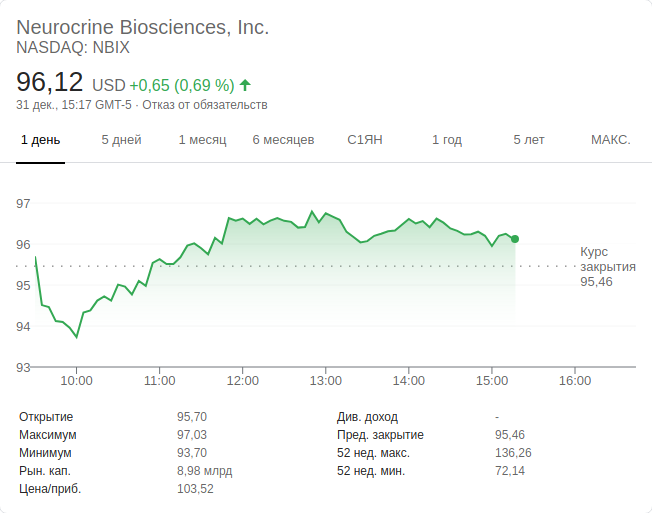 Neurocrine Biosciences, Inc.
NASDAQ: NBIX
96,12 USD +0,65 (0,69 %)
31 дек., 15:17 GMT-5 · Отказ от обязательств
1 день 5 дней 1 месяц 6 месяцев С1ЯН 1 год 5 лет МАКС.
97
96
95
94
93
Курс
закрытия
95,46
10:00 11:00 12:00 13:00 14:00 15:00 16:00
Открытие 95,70 Див. доход -
Максимум 97,03 Пред. закрытие 95,46
Минимум 93,70 52 нед. макс. 136,26
Рын. кап. 8,98 млрд 52 нед. мин. 72,14
Цена/приб. 103,52